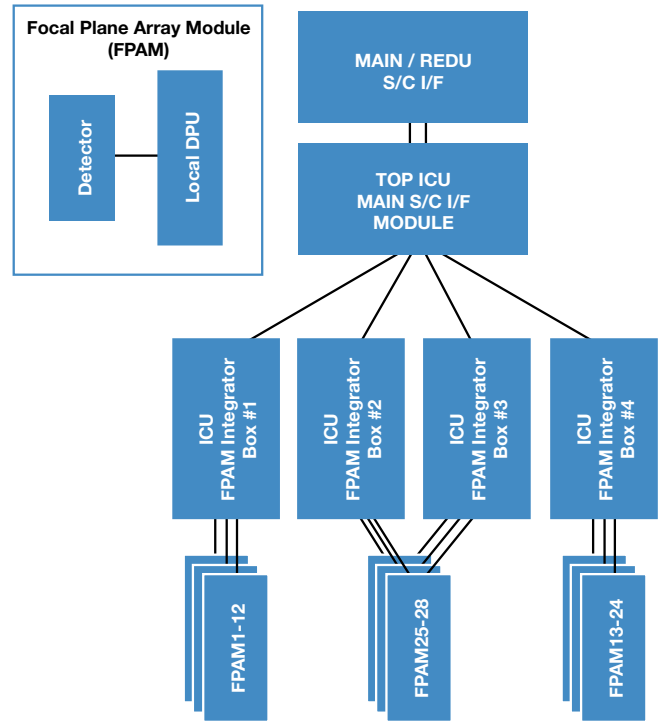 Focal Plane Array Module
(FPAM)
Detector
Local DPU
MAIN / REDU
S/C I/F
TOP ICU
MAIN S/C I/F
MODULE
ICU
FPAM Integrator
Box #1
ICU
FPAM Integrator
Box #2
ICU
FPAM Integrator
Box #3
ICU
FPAM Integrator
Box #4
FPAM1-12
FPAM25-28
FPAM13-24